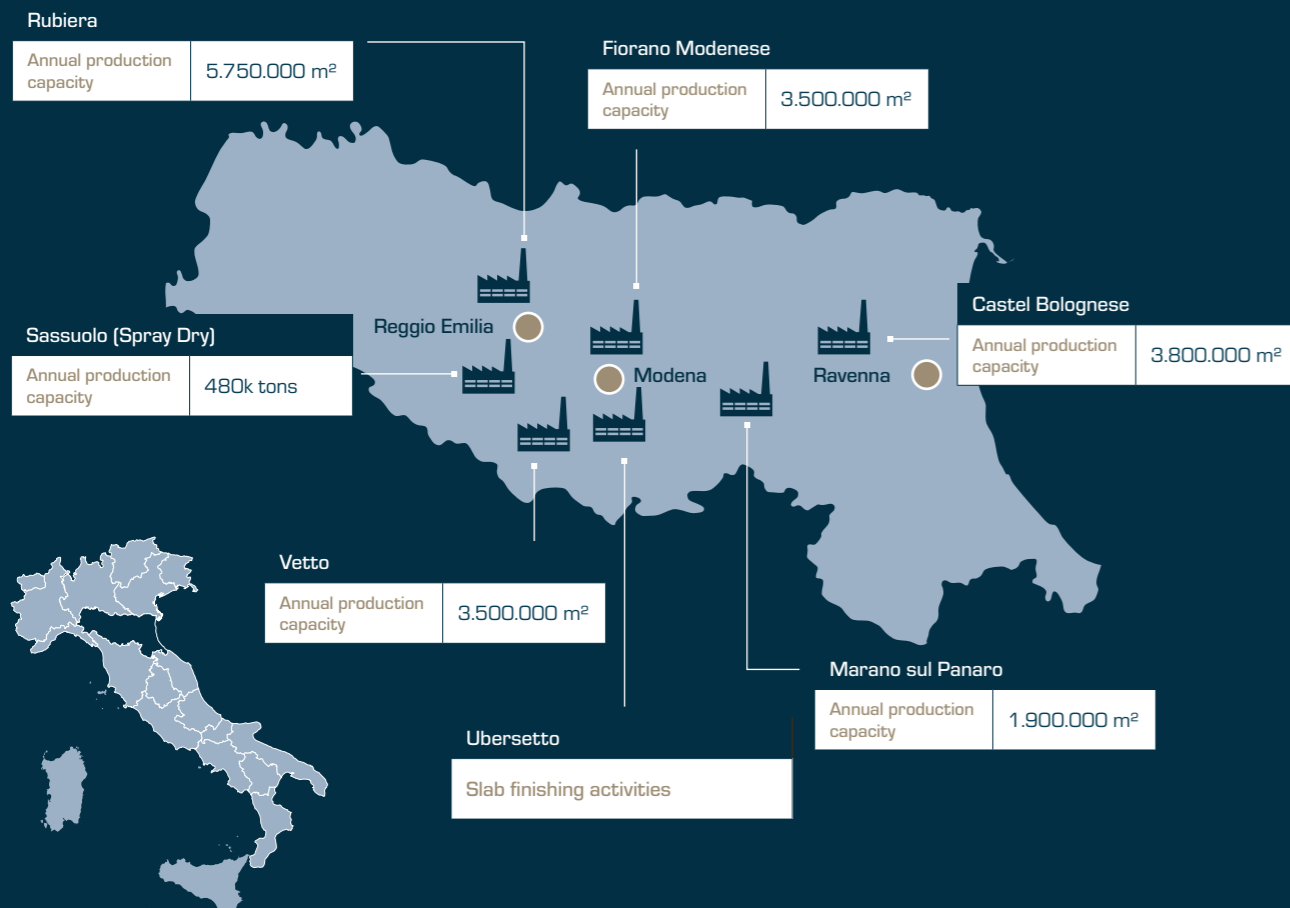 Rubiera
Annual production
capacity
5.750.000 m²
Fiorano Modenese
Annual production
capacity
3.500.000 m²
Sassuolo (Spray Dry)
Annual production
capacity
480k tons
Reggio Emilia
Modena
Ravenna
Castel Bolognese
Annual production
capacity
3.800.000 m²
Vetto
Annual production
capacity
3.500.000 m²
Ubersetto
Slab finishing activities
Marano sul Panaro
Annual production
capacity
1.900.000 m²